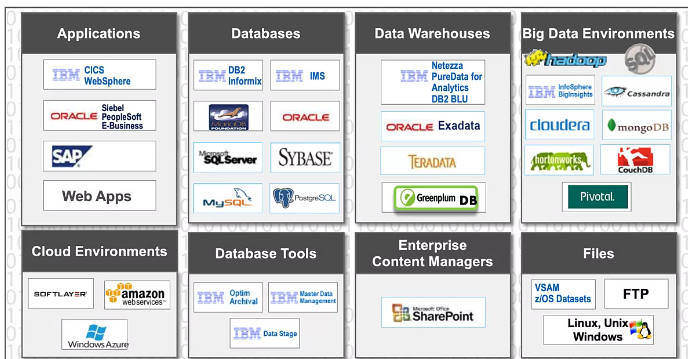 Applications
IBM CICS
WebSphere
ORACLE Siebel
PeopleSoft
E-Business
SAP
Web Apps
Databases
IBM DB2
Informix
IBM IMS
FOUNDATION
ORACLE
Microsoft
SQL Server
SYBASE
MySQL
PostgreSQL
Data Warehouses
IBM Netezza
PureData for
Analytics
DB2 BLU
ORACLE Exadata
TERADATA
Greenplum DB
Big Data Environments
hadoop
SQL
IBM InfoSphere
BigInsights
Cassandra
cloudera
mongoDB
hortonworks
CouchDB
Pivotal
Cloud Environments
SOFTLAYER
amazon
webservices™
Windows Azure
Database Tools
IBM Optim
Archival
IBM Master Data
Management
IBM Data Stage
Enterprise
Content Managers
Microsoft Office
SharePoint
Files
VSAM
z/OS Datasets
FTP
Linux, Unix
Windows